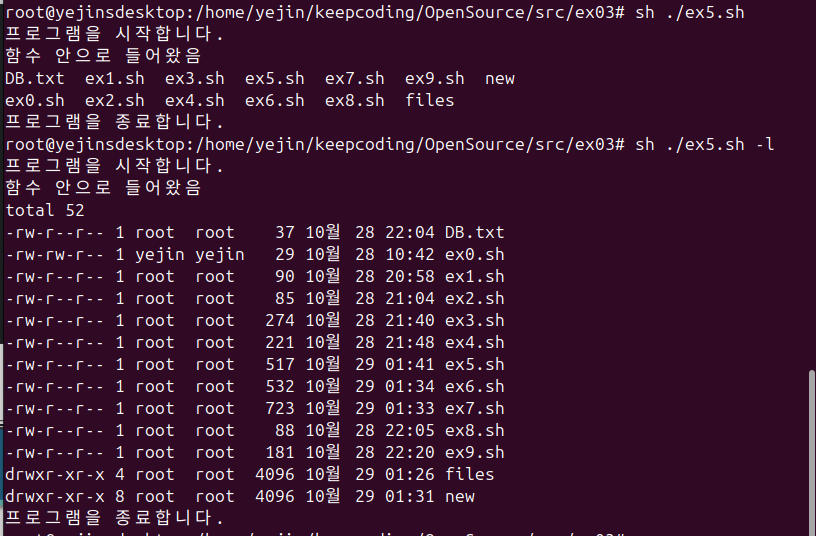 root@yejinsdesktop:/home/yejin/keepcoding/OpenSource/src/ex03# sh ./ex5.sh
프로그램을 시작합니다.
함수 안으로 들어왔음
DB.txt  ex1.sh  ex3.sh  ex5.sh  ex7.sh  ex9.sh  new
ex0.sh  ex2.sh  ex4.sh  ex6.sh  ex8.sh  files
프로그램을 종료합니다.
root@yejinsdesktop:/home/yejin/keepcoding/OpenSource/src/ex03# sh ./ex5.sh -l
프로그램을 시작합니다.
함수 안으로 들어왔음
total 52
-rw-r--r-- 1 root  root    37 10월 28 22:04 DB.txt
-rw-rw-r-- 1 yejin yejin   29 10월 28 10:42 ex0.sh
-rw-r--r-- 1 root  root    90 10월 28 20:58 ex1.sh
-rw-r--r-- 1 root  root    85 10월 28 21:04 ex2.sh
-rw-r--r-- 1 root  root   274 10월 28 21:40 ex3.sh
-rw-r--r-- 1 root  root   221 10월 28 21:48 ex4.sh
-rw-r--r-- 1 root  root   517 10월 29 01:41 ex5.sh
-rw-r--r-- 1 root  root   532 10월 29 01:34 ex6.sh
-rw-r--r-- 1 root  root   723 10월 29 01:33 ex7.sh
-rw-r--r-- 1 root  root    88 10월 28 22:05 ex8.sh
-rw-r--r-- 1 root  root   181 10월 28 22:20 ex9.sh
drwxr-xr-x 4 root  root  4096 10월 29 01:26 files
drwxr-xr-x 8 root  root  4096 10월 29 01:31 new
프로그램을 종료합니다.